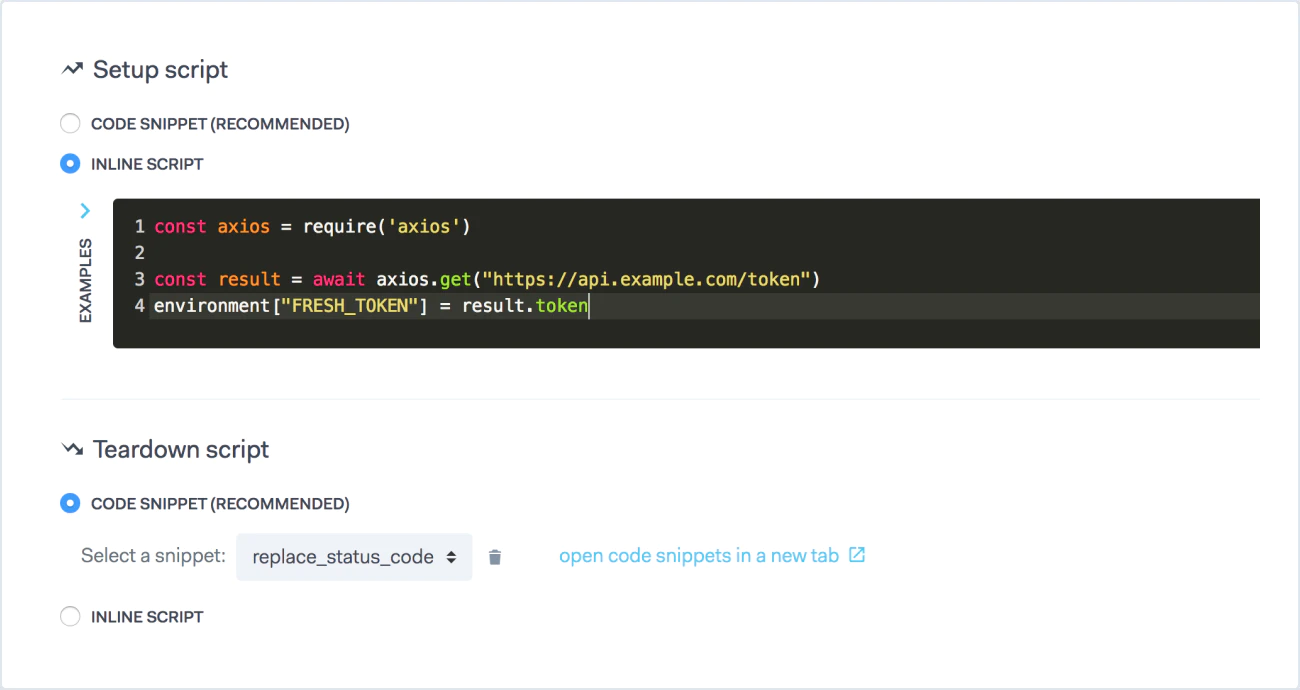 Setup script
CODE SNIPPET (RECOMMENDED)
INLINE SCRIPT
EXAMPLES
1 const axios = require('axios')
2
3 const result = await axios.get("https://api.example.com/token")
4 environment["FRESH_TOKEN"] = result.token
Teardown script
CODE SNIPPET (RECOMMENDED)
Select a snippet: replace_status_code open code snippets in a new tab
INLINE SCRIPT